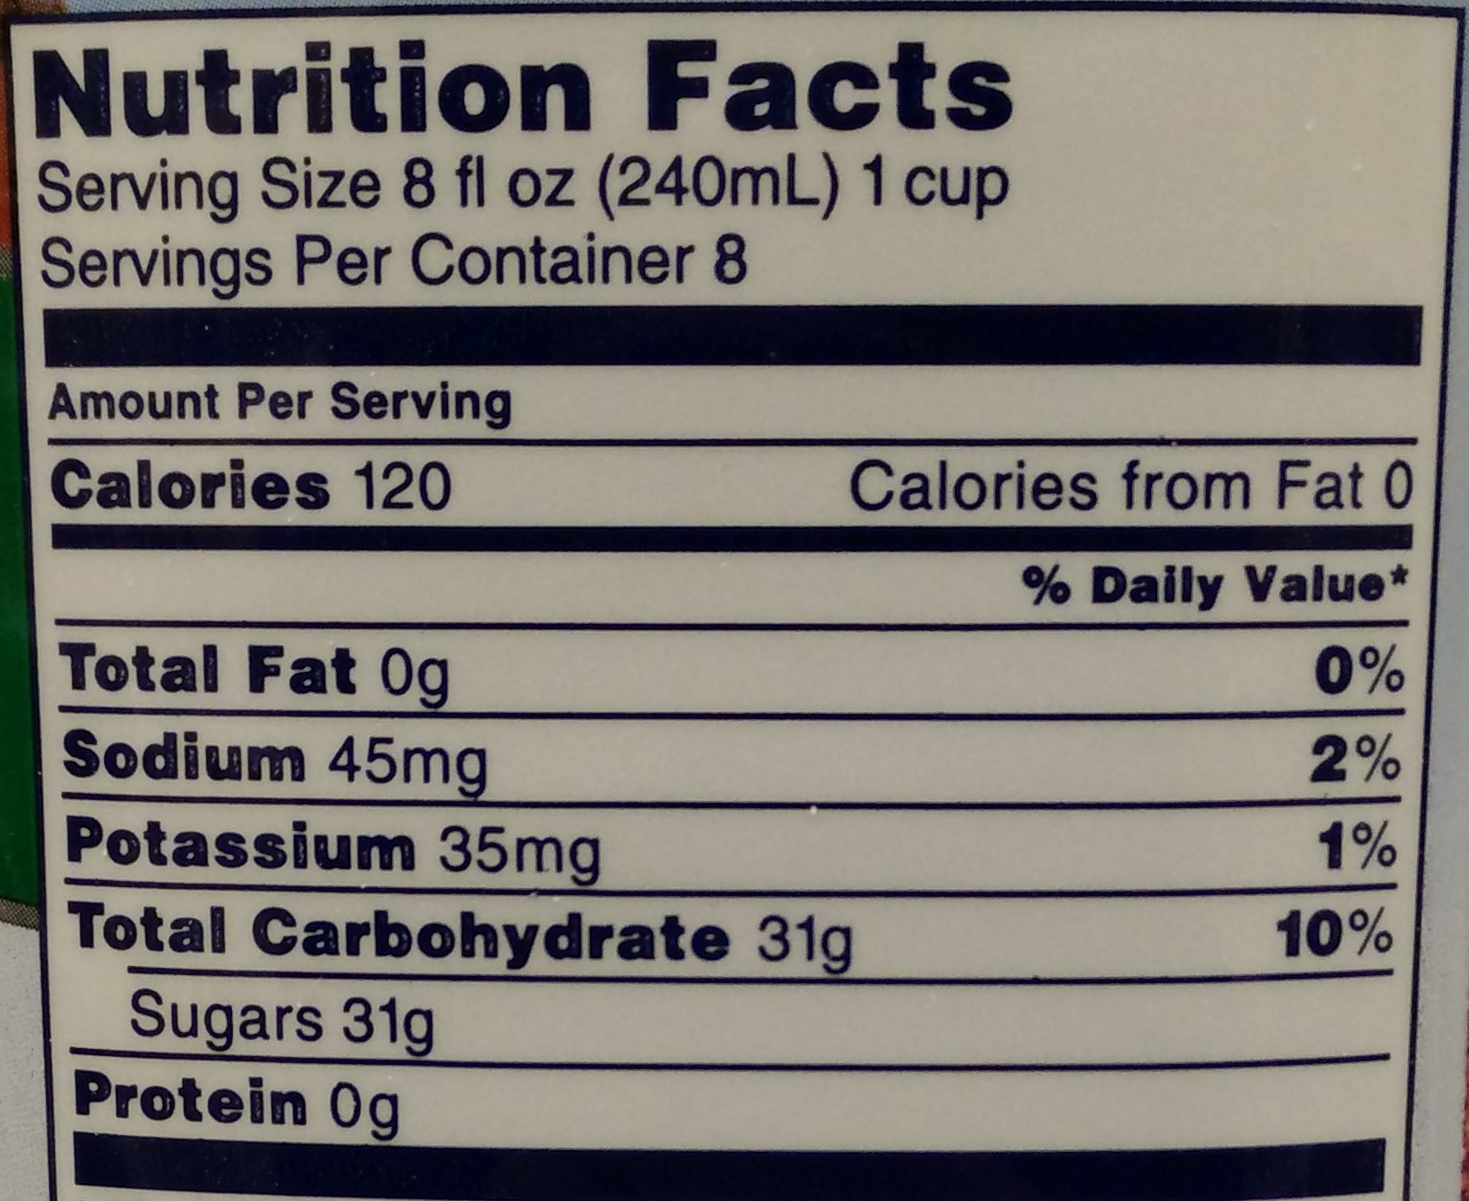 Nutrition Facts
Serving Size 8 fl oz (240mL) 1 cup
Servings Per Container 8
Amount Per Serving
Calories 120 Calories from Fat 0
% Daily Value*
Total Fat 0g 0%
Sodium 45mg 2%
Potassium 35mg 1%
Total Carbohydrate 31g 10%
Sugars 31g
Protein 0g